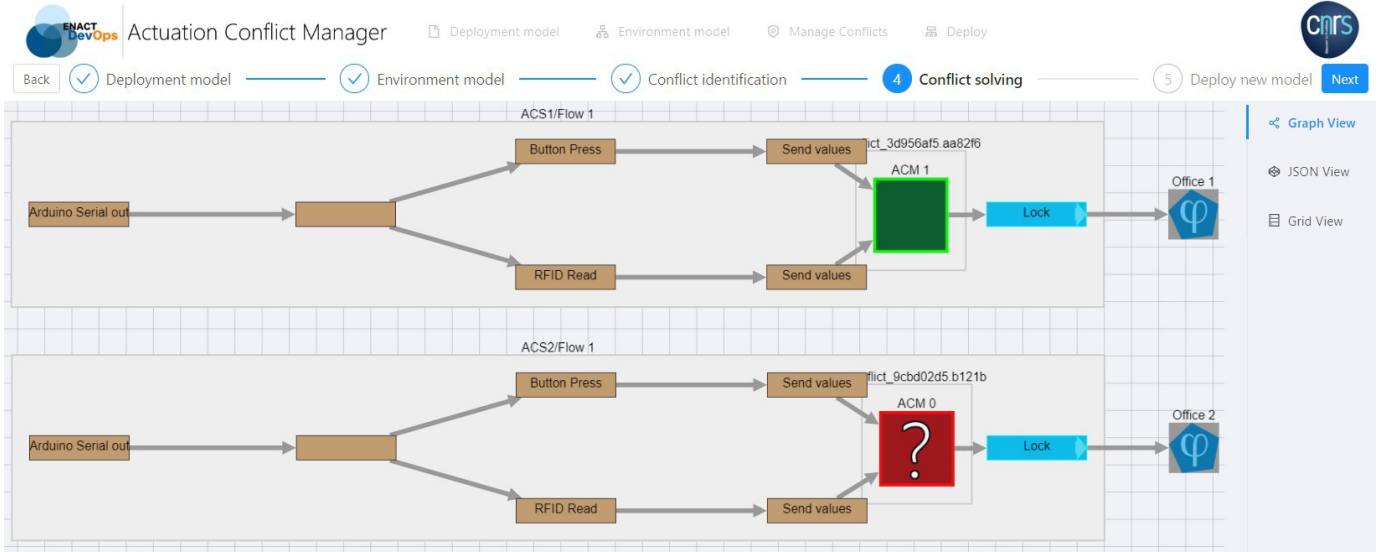 ENACT
DevOps
Actuation Conflict Manager
Deployment model
Environment model
Manage Conflicts
Deploy
cnrs
Back
Deployment model
Environment model
Conflict identification
4
Conflict solving
5
Deploy new model
Next
ACS1/Flow 1
Graph View
Button Press
Send values
ict_3d956af5.aa82f6
ACM 1
JSON View
Office 1
Arduino Serial out
Lock
φ
Grid View
RFID Read
Send values
ACS2/Flow 1
Button Press
Send values
flict_9cbd02d5.b121b
ACM 0
Office 2
?
Arduino Serial out
Lock
φ
RFID Read
Send values